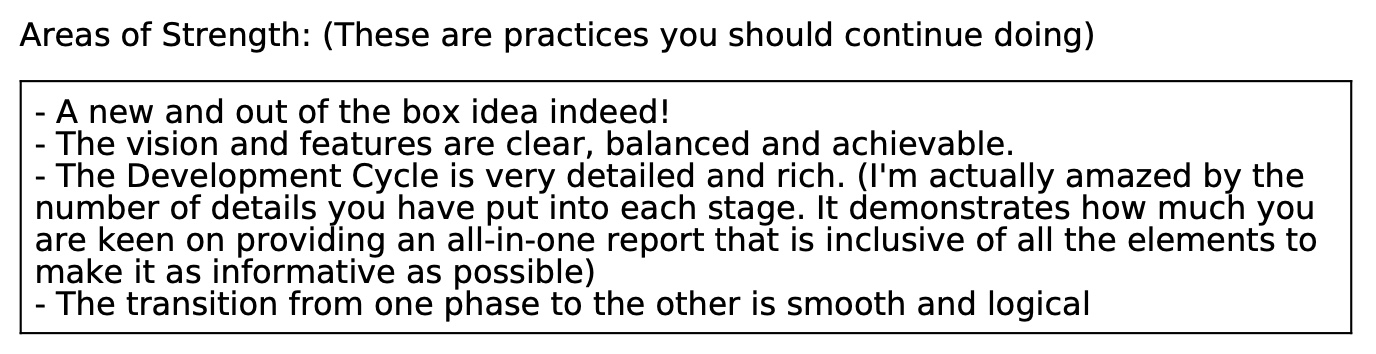 Areas of Strength: (These are practices you should continue doing)
- A new and out of the box idea indeed!
- The vision and features are clear, balanced and achievable.
- The Development Cycle is very detailed and rich. (I'm actually amazed by the
number of details you have put into each stage. It demonstrates how much you
are keen on providing an all-in-one report that is inclusive of all the elements to
make it as informative as possible)
- The transition from one phase to the other is smooth and logical